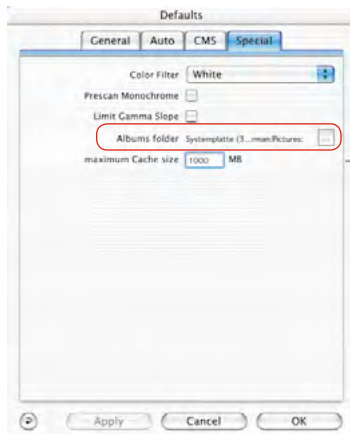 Defaults
General Auto CMS Special
Color Filter White
Prescan Monochrome
Limit Gamma Slope
Albums folder Systemplatte (3...rman:Pictures: ...
maximum Cache size 1000 MB
Apply Cancel OK